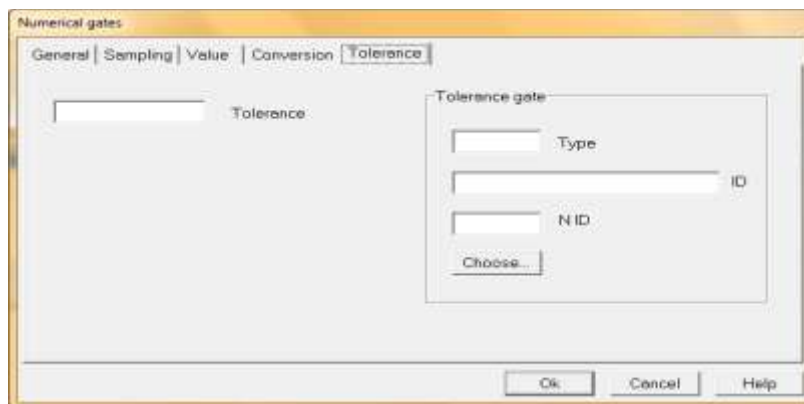 Numerical gates
General Sampling Value Conversion Tolerance
Tolerance
Tolerance gate
Type
ID
N ID
Choose...
Ok Cancel Help